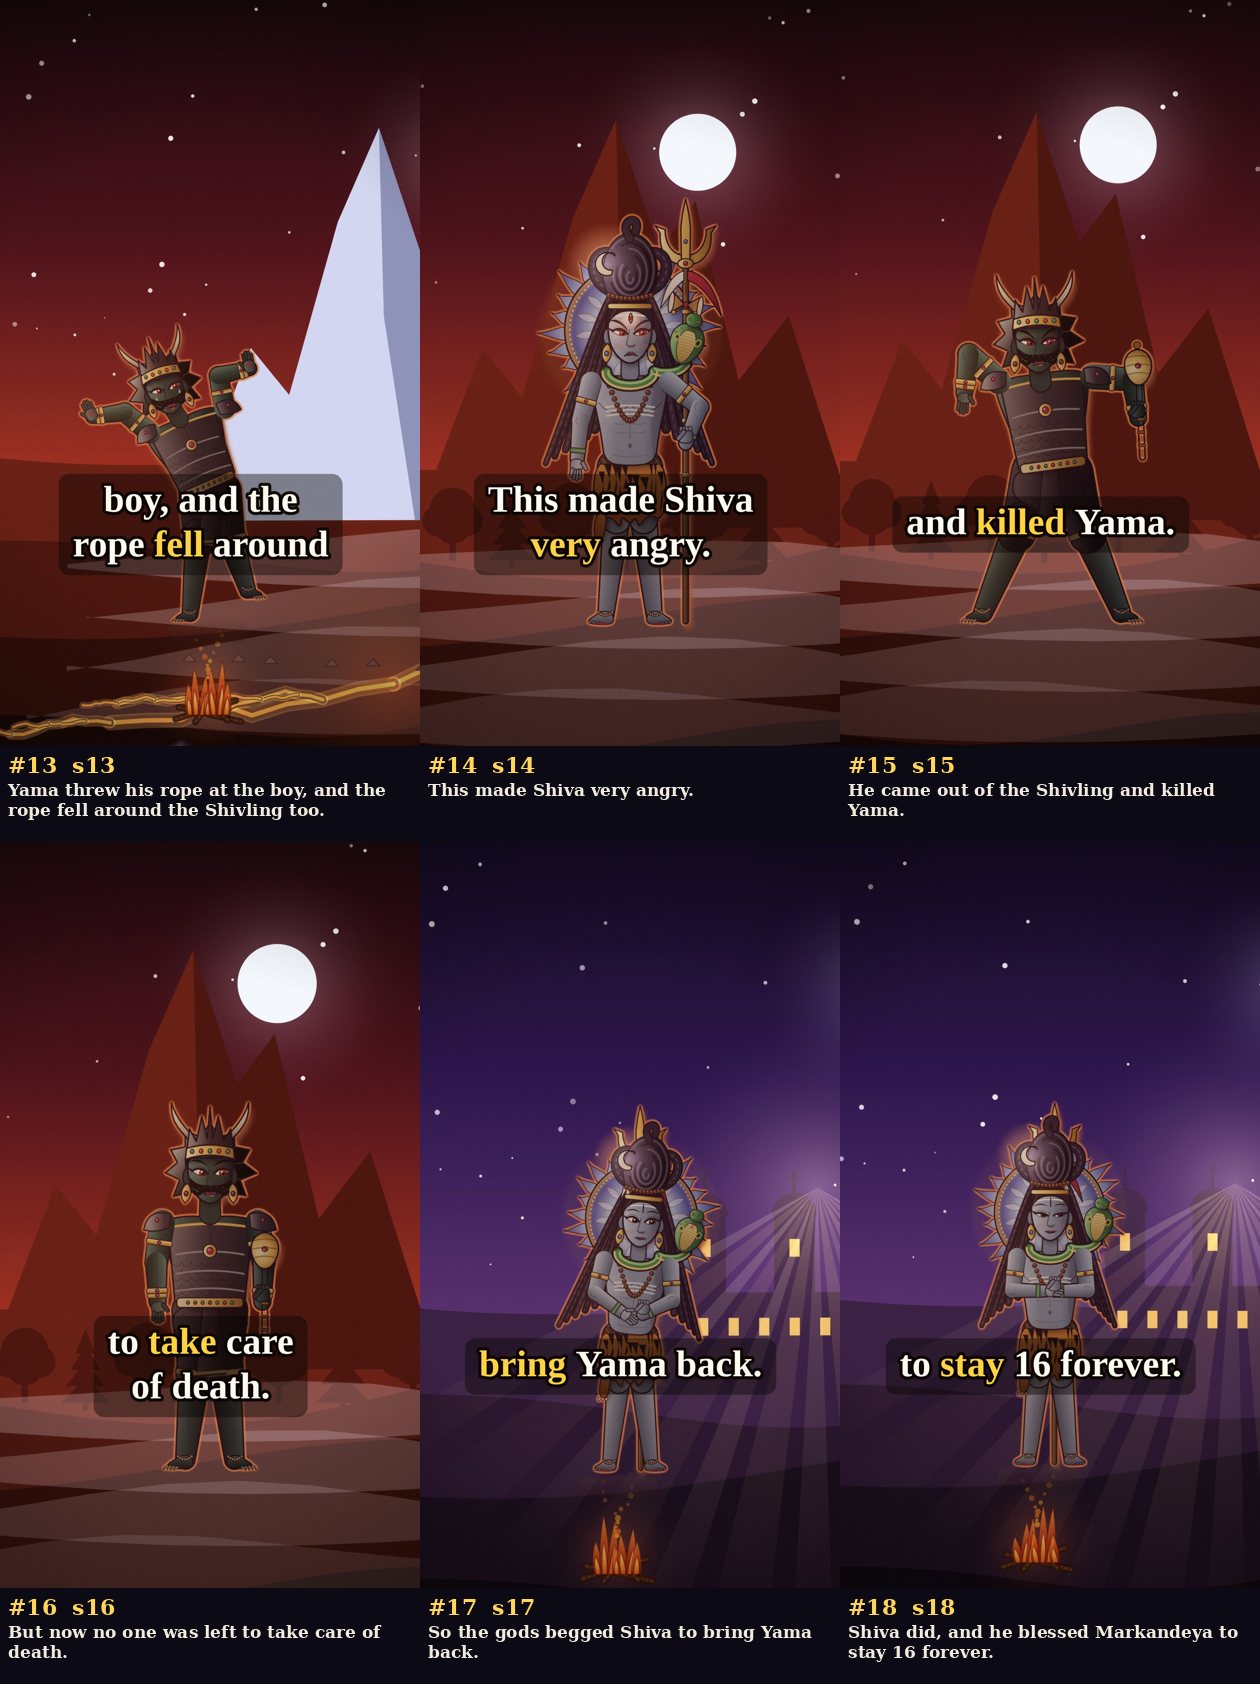 boy, and the
rope fell around
This made Shiva
very angry.
and killed Yama.
#13 s13
Yama threw his rope at the boy, and the
rope fell around the Shivling too.
#14 s14
This made Shiva very angry.
#15 s15
He came out of the Shivling and killed
Yama.
to take care
of death.
bring Yama back.
to stay 16 forever.
#16 s16
But now no one was left to take care of
death.
#17 s17
So the gods begged Shiva to bring Yama
back.
#18 s18
Shiva did, and he blessed Markandeya to
stay 16 forever.